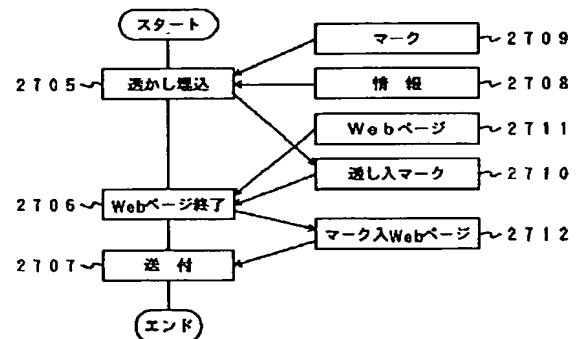 スタート
マーク 2709
2705 透かし埋込 情報 2708
Webページ 2711
透し入マーク 2710
2706 Webページ終了
マーク入Webページ 2712
2707 送付
エンド